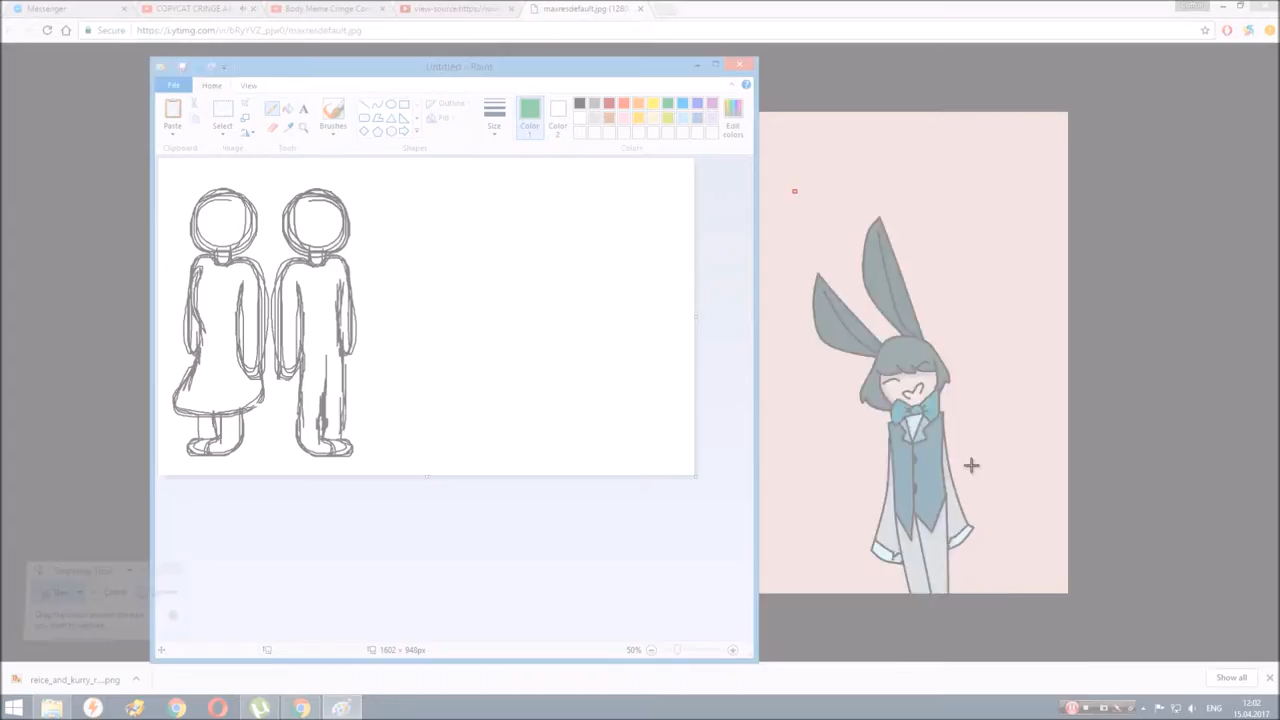 Messenger
COPYCAT CRINGE
Body Meme Cringe Co
view-source:https://
maxresdefault.jpg (128
Secure
https://i.ytimg.com/vi/bRyYVZ_pjw0/maxresdefault.jpg
Untitled - Paint
File Home View
Paste Select Brushes Outline Fill Size Color 1 Color 2 Edit colors
Clipboard Image Tools Shapes Colors
1602 × 948px 50%
reice_and_kurry_r....png
Show all
ENG
12:02
15.04.2017